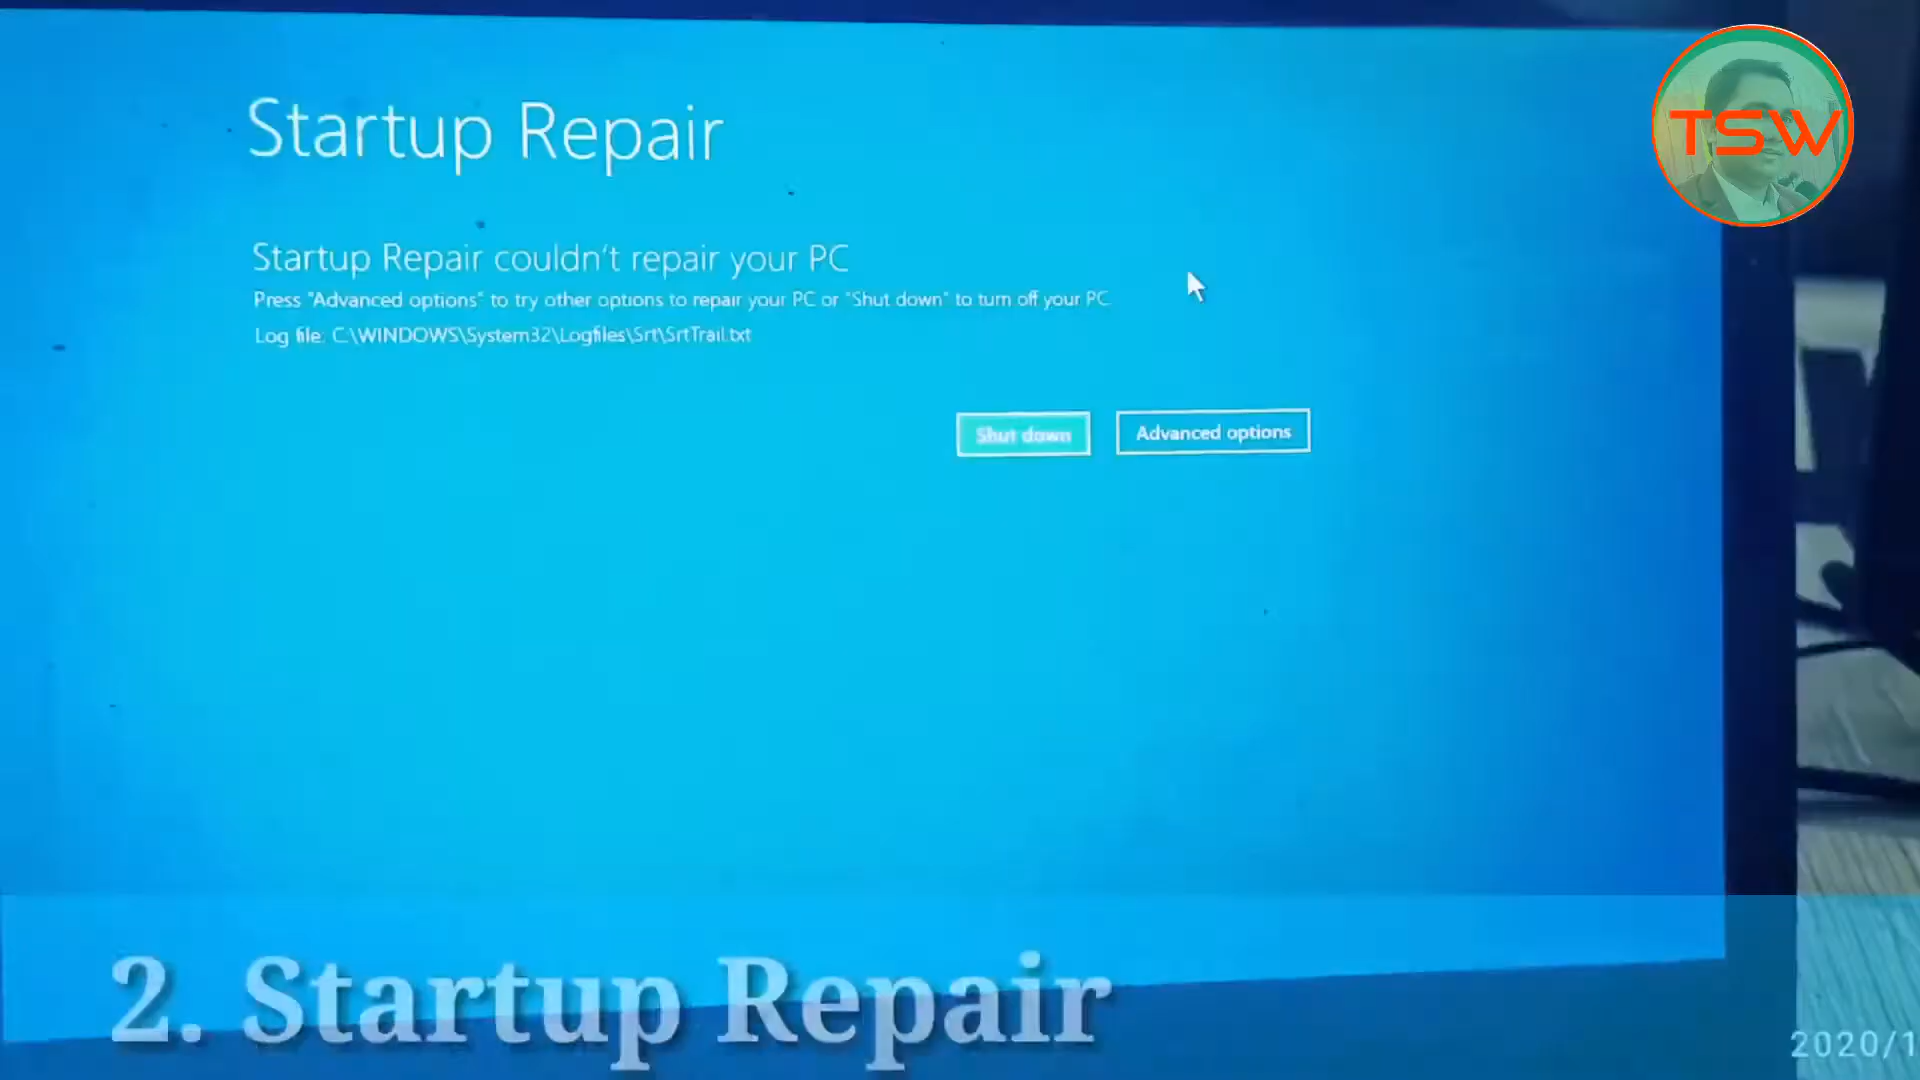 TSW
Startup Repair
Startup Repair couldn't repair your PC
Press "Advanced options" to try other options to repair your PC or "Shut down" to turn off your PC.
Log file: C:\WINDOWS\System32\Logfiles\Srt\SrtTrail.txt
Shut down
Advanced options
2. Startup Repair
2020/1